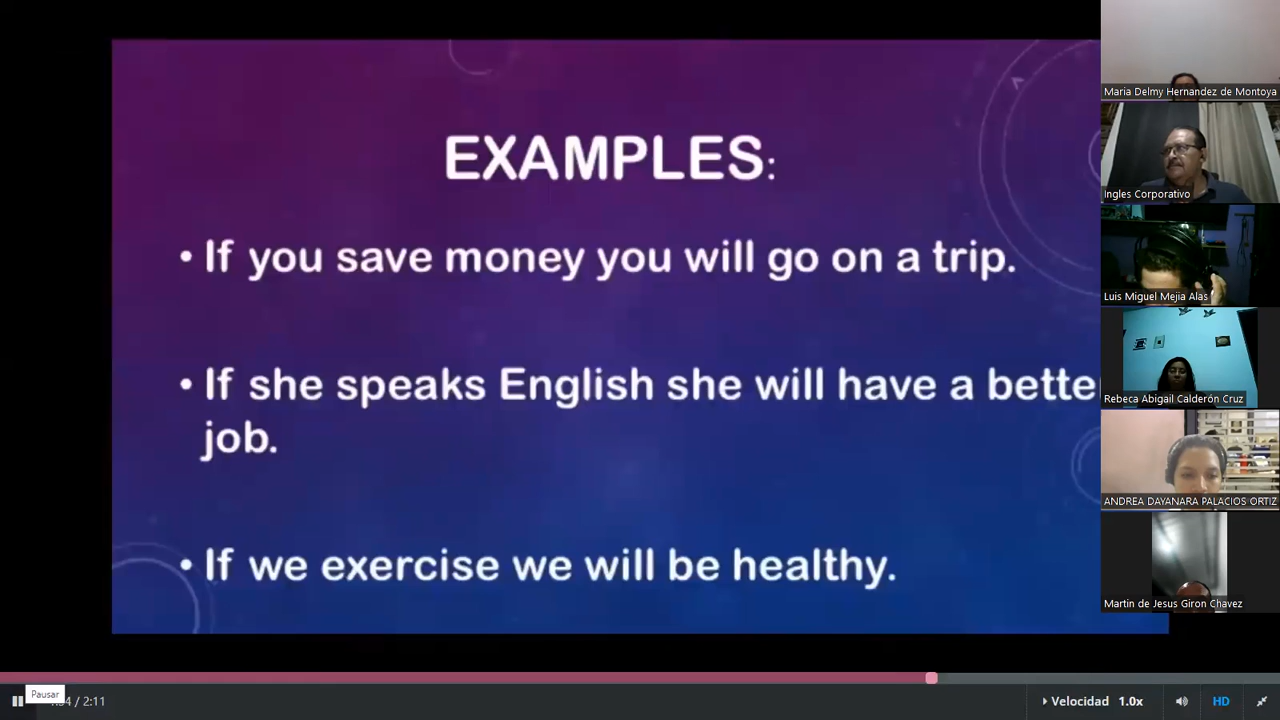 EXAMPLES:
• If you save money you will go on a trip.
• If she speaks English she will have a bette
job.
• If we exercise we will be healthy.
Maria Delmy Hernandez de Montoya
Ingles Corporativo
Luis Miguel Mejia Alas
Rebeca Abigail Calderón Cruz
ANDREA DAYANARA PALACIOS ORTIZ
Martin de Jesus Giron Chavez
Pausar
/ 2:11
Velocidad 1.0x
HD